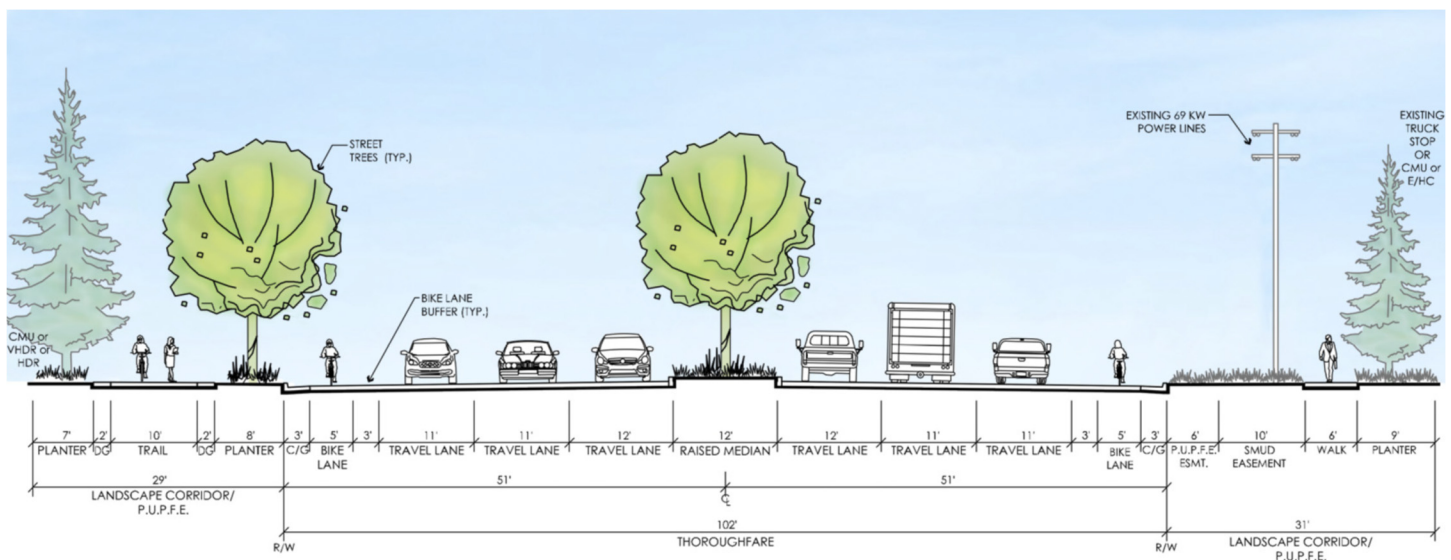 STREET
TREES (TYP.)
EXISTING 69 KW
POWER LINES
EXISTING
TRUCK
STOP
OR
CMU or
E/HC
BIKE LANE
BUFFER (TYP.)
CMU or
VHDR or
HDR
7' 2' 10' 2' 8' 3' 5' 3' 11' 11' 12' 12' 12' 11' 11' 3' 5' 3' 6' 10' 6' 9'
PLANTER DG TRAIL DG PLANTER C/G BIKE TRAVEL LANE TRAVEL LANE TRAVEL LANE RAISED MEDIAN TRAVEL LANE TRAVEL LANE TRAVEL LANE BIKE C/G P.U.P.F.E. SMUD WALK PLANTER
LANE LANE ESMT. EASEMENT
29' 51' 51'
LANDSCAPE CORRIDOR/
P.U.P.F.E.
℄
102' 31'
R/W THOROUGHFARE R/W LANDSCAPE CORRIDOR/
P.U.P.F.E.